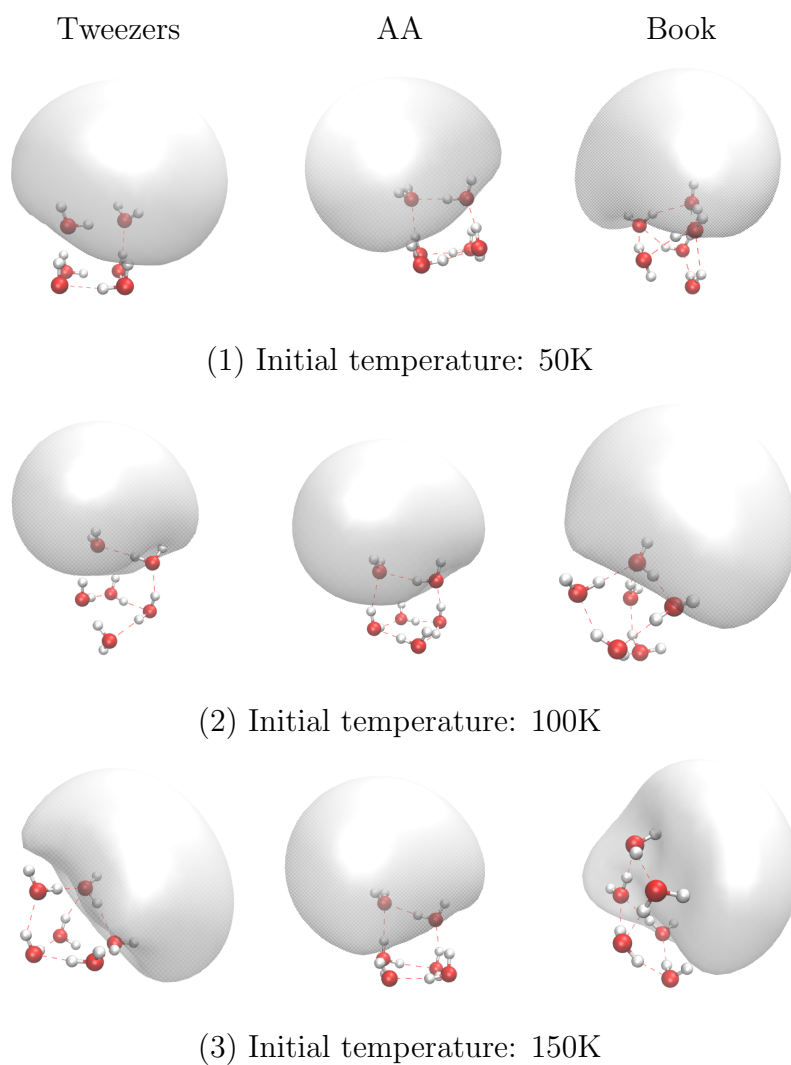 Tweezers AA Book
(1) Initial temperature: 50K
(2) Initial temperature: 100K
(3) Initial temperature: 150K